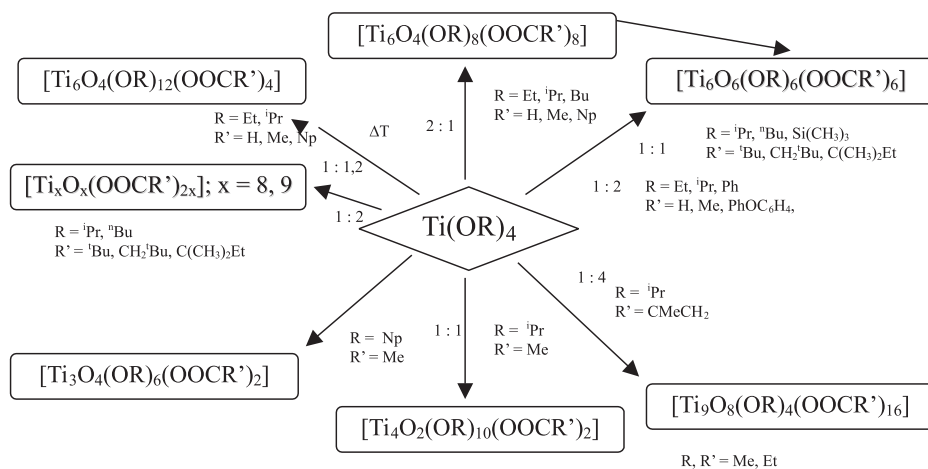 [Ti₆O₄(OR)₈(OOCR’)₈]
[Ti₆O₄(OR)₁₂(OOCR’)₄]
[Ti₆O₆(OR)₆(OOCR’)₆]
R = Et, ⁱPr
R’ = H, Me, Np
ΔT
2 : 1
R = Et, ⁱPr, Bu
R’ = H, Me, Np
1 : 1
R = ⁱPr, ⁿBu, Si(CH₃)₃
R’ = ᵗBu, CH₂ᵗBu, C(CH₃)₂Et
1 : 1,2
[TiₓOₓ(OOCR’)₂ₓ]; x = 8, 9
1 : 2
1 : 2
R = Et, ⁱPr, Ph
R’ = H, Me, PhOC₆H₄,
Ti(OR)₄
R = ⁱPr, ⁿBu
R’ = ᵗBu, CH₂ᵗBu, C(CH₃)₂Et
1 : 4
R = ⁱPr
R’ = CMeCH₂
R = Np
R’ = Me
1 : 1
R = ⁱPr
R’ = Me
[Ti₃O₄(OR)₆(OOCR’)₂]
[Ti₄O₂(OR)₁₀(OOCR’)₂]
[Ti₉O₈(OR)₄(OOCR’)₁₆]
R, R’ = Me, Et